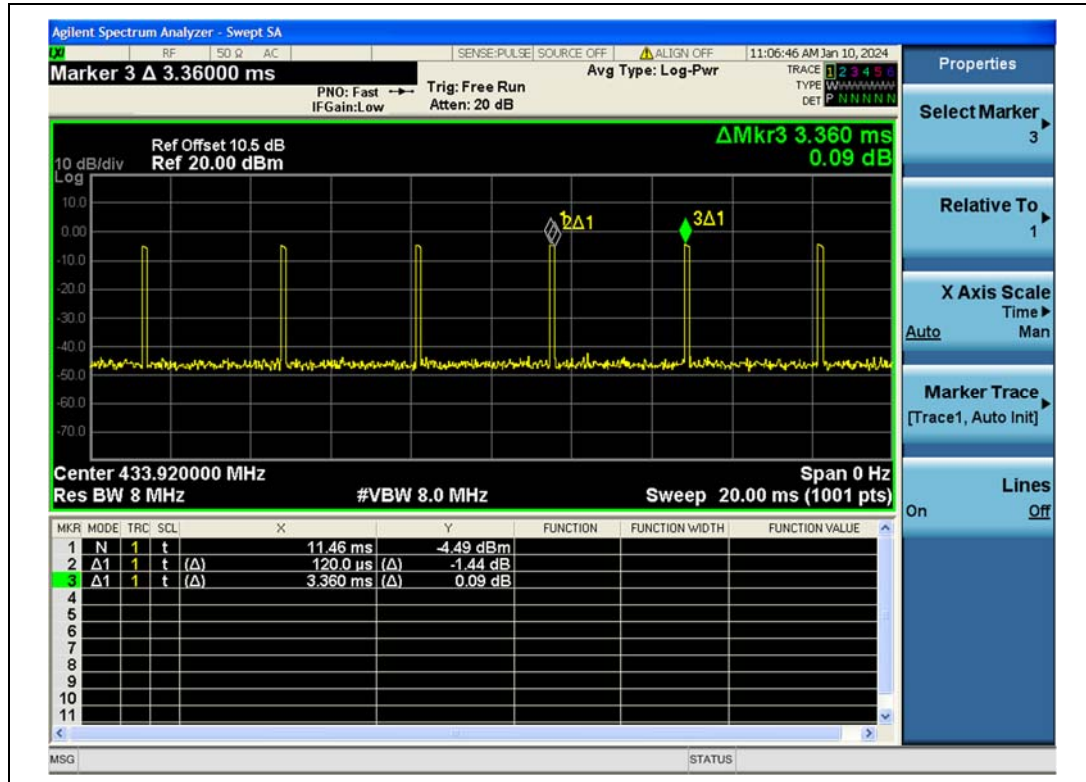 Agilent Spectrum Analyzer - Swept SA
LXI RF 50 Ω AC SENSE:PULSE SOURCE OFF ALIGN OFF 11:06:46 AM Jan 10, 2024
Marker 3 Δ 3.36000 ms
PNO: Fast
IFGain:Low
Trig: Free Run
Atten: 20 dB
Avg Type: Log-Pwr
TRACE 1 2 3 4 5 6
TYPE W
DET P N N N N N
ΔMkr3 3.360 ms
0.09 dB
Ref Offset 10.5 dB
10 dB/div Ref 20.00 dBm
Log
10.0
0.00
-10.0
-20.0
-30.0
-40.0
-50.0
-60.0
-70.0
2Δ1
3Δ1
Center 433.920000 MHz Span 0 Hz
Res BW 8 MHz #VBW 8.0 MHz Sweep 20.00 ms (1001 pts)
MKR MODE TRC SCL X Y FUNCTION FUNCTION WIDTH FUNCTION VALUE
1 N 1 t 11.46 ms -4.49 dBm
2 Δ1 1 t (Δ) 120.0 µs (Δ) -1.44 dB
3 Δ1 1 t (Δ) 3.360 ms (Δ) 0.09 dB
4
5
6
7
8
9
10
11
MSG STATUS
Properties
Select Marker
3
Relative To
1
X Axis Scale
Time
Auto Man
Marker Trace
[Trace1, Auto Init]
Lines
On Off